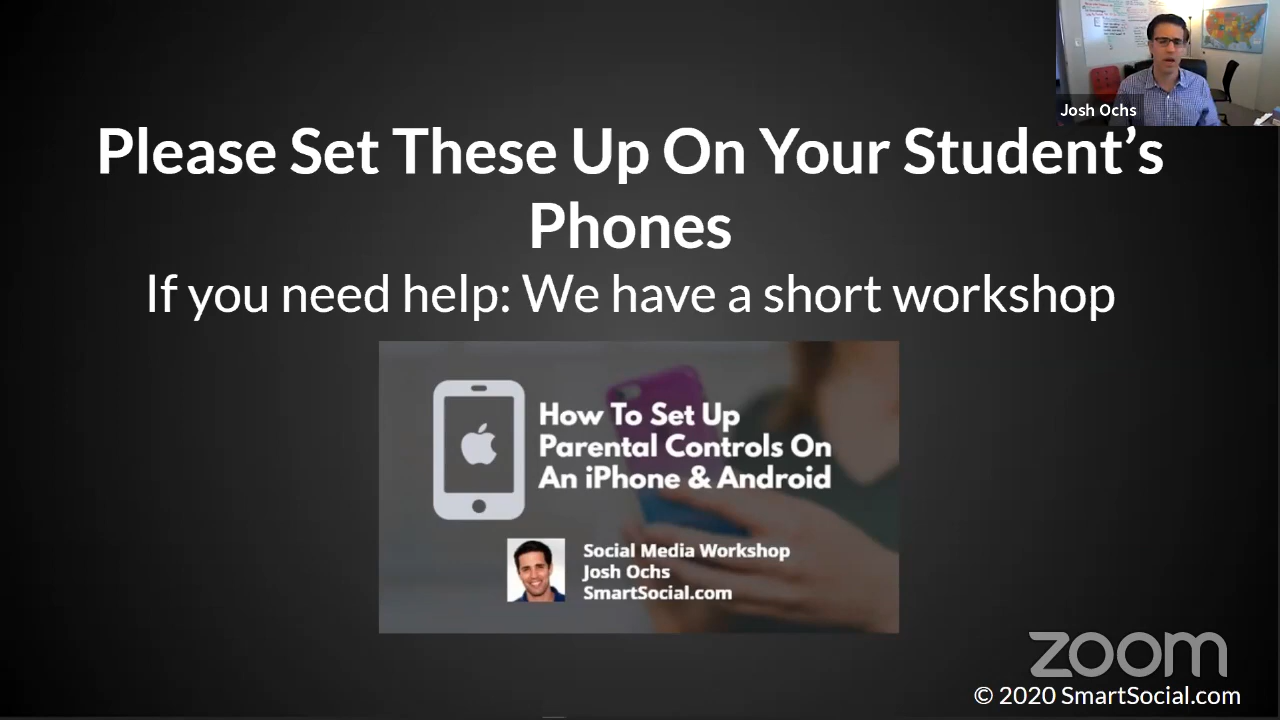 Josh Ochs
Please Set These Up On Your Student’s
Phones
If you need help: We have a short workshop
How To Set Up
Parental Controls On
An iPhone & Android
Social Media Workshop
Josh Ochs
SmartSocial.com
zoom
© 2020 SmartSocial.com